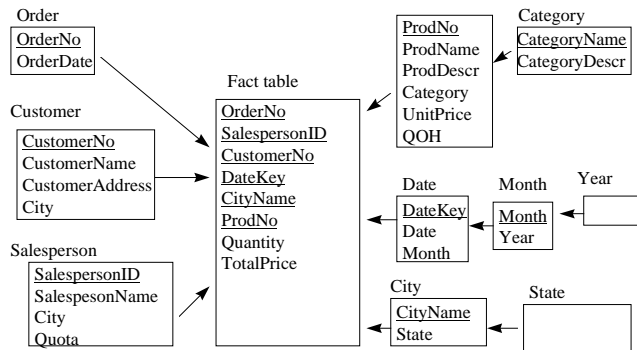 Order
OrderNo
OrderDate
Customer
CustomerNo
CustomerName
CustomerAddress
City
Salesperson
SalespersonID
SalespesonName
City
Quota
Fact table
OrderNo
SalespersonID
CustomerNo
DateKey
CityName
ProdNo
Quantity
TotalPrice
ProdNo
ProdName
ProdDescr
Category
UnitPrice
QOH
Category
CategoryName
CategoryDescr
Date
DateKey
Date
Month
Month
Month
Year
Year
City
CityName
State
State